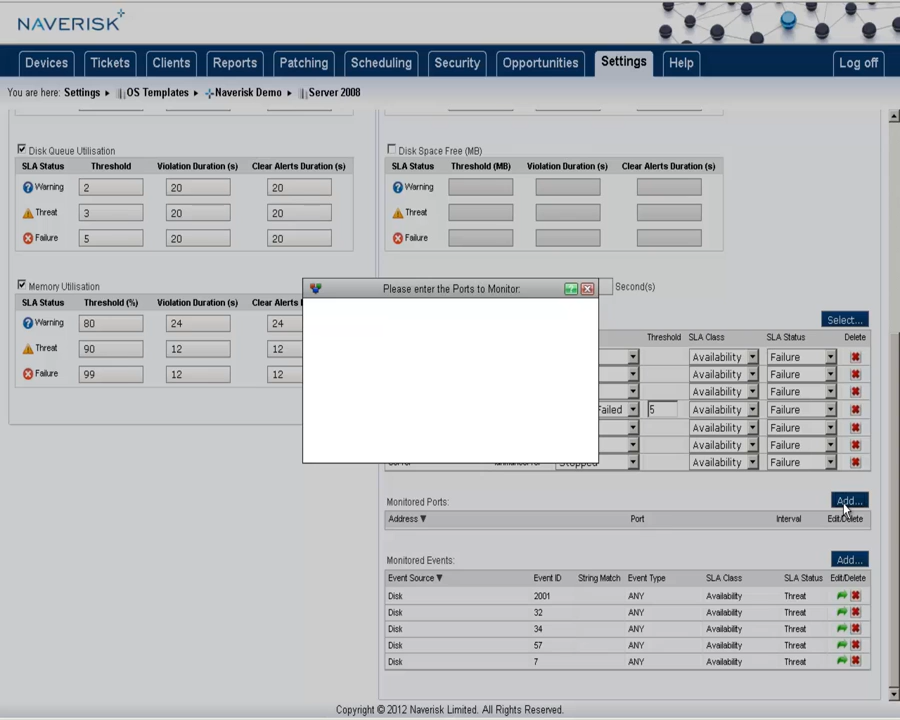 NAVERISK
Devices Tickets Clients Reports Patching Scheduling Security Opportunities Settings Help Log off
You are here: Settings OS Templates Naverisk Demo Server 2008
Disk Queue Utilisation
SLA Status Threshold Violation Duration (s) Clear Alerts Duration (s)
Warning 2 20 20
Threat 3 20 20
Failure 5 20 20
Memory Utilisation
SLA Status Threshold (%) Violation Duration (s) Clear Alerts
Warning 80 24 24
Threat 90 12 12
Failure 99 12 12
Disk Space Free (MB)
SLA Status Threshold (MB) Violation Duration (s) Clear Alerts Duration (s)
Warning
Threat
Failure
Please enter the Ports to Monitor:
Second(s)
Select...
Threshold SLA Class SLA Status Delete
Availability Failure
Availability Failure
Availability Failure
Failed 5 Availability Failure
Availability Failure
Availability Failure
Stopped Availability Failure
Monitored Ports: Add...
Address Port Interval Edit/Delete
Monitored Events: Add...
Event Source Event ID String Match Event Type SLA Class SLA Status Edit/Delete
Disk 2001 ANY Availability Threat
Disk 32 ANY Availability Threat
Disk 34 ANY Availability Threat
Disk 57 ANY Availability Threat
Disk 7 ANY Availability Threat
Copyright © 2012 Naverisk Limited. All Rights Reserved.